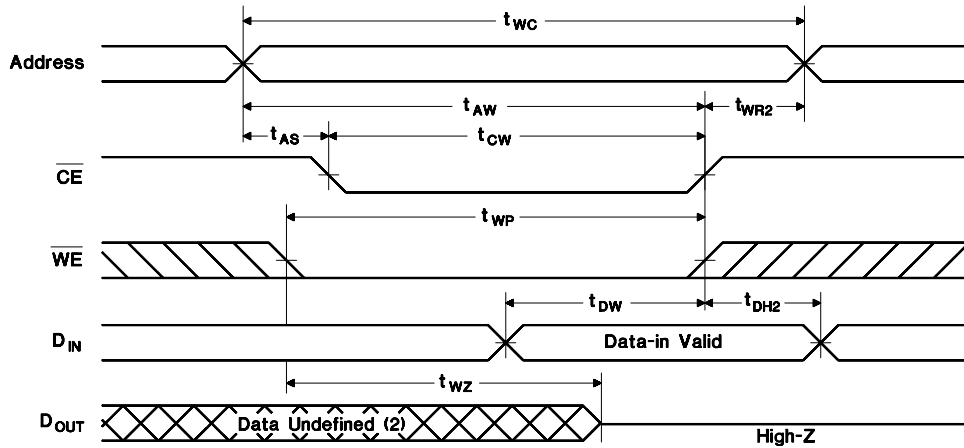 tWC
Address
tAW
tWR2
tAS
tCW
CE
tWP
WE
tDW
tDH2
DIN
Data-in Valid
tWZ
DOUT
Data Undefined (2)
High-Z